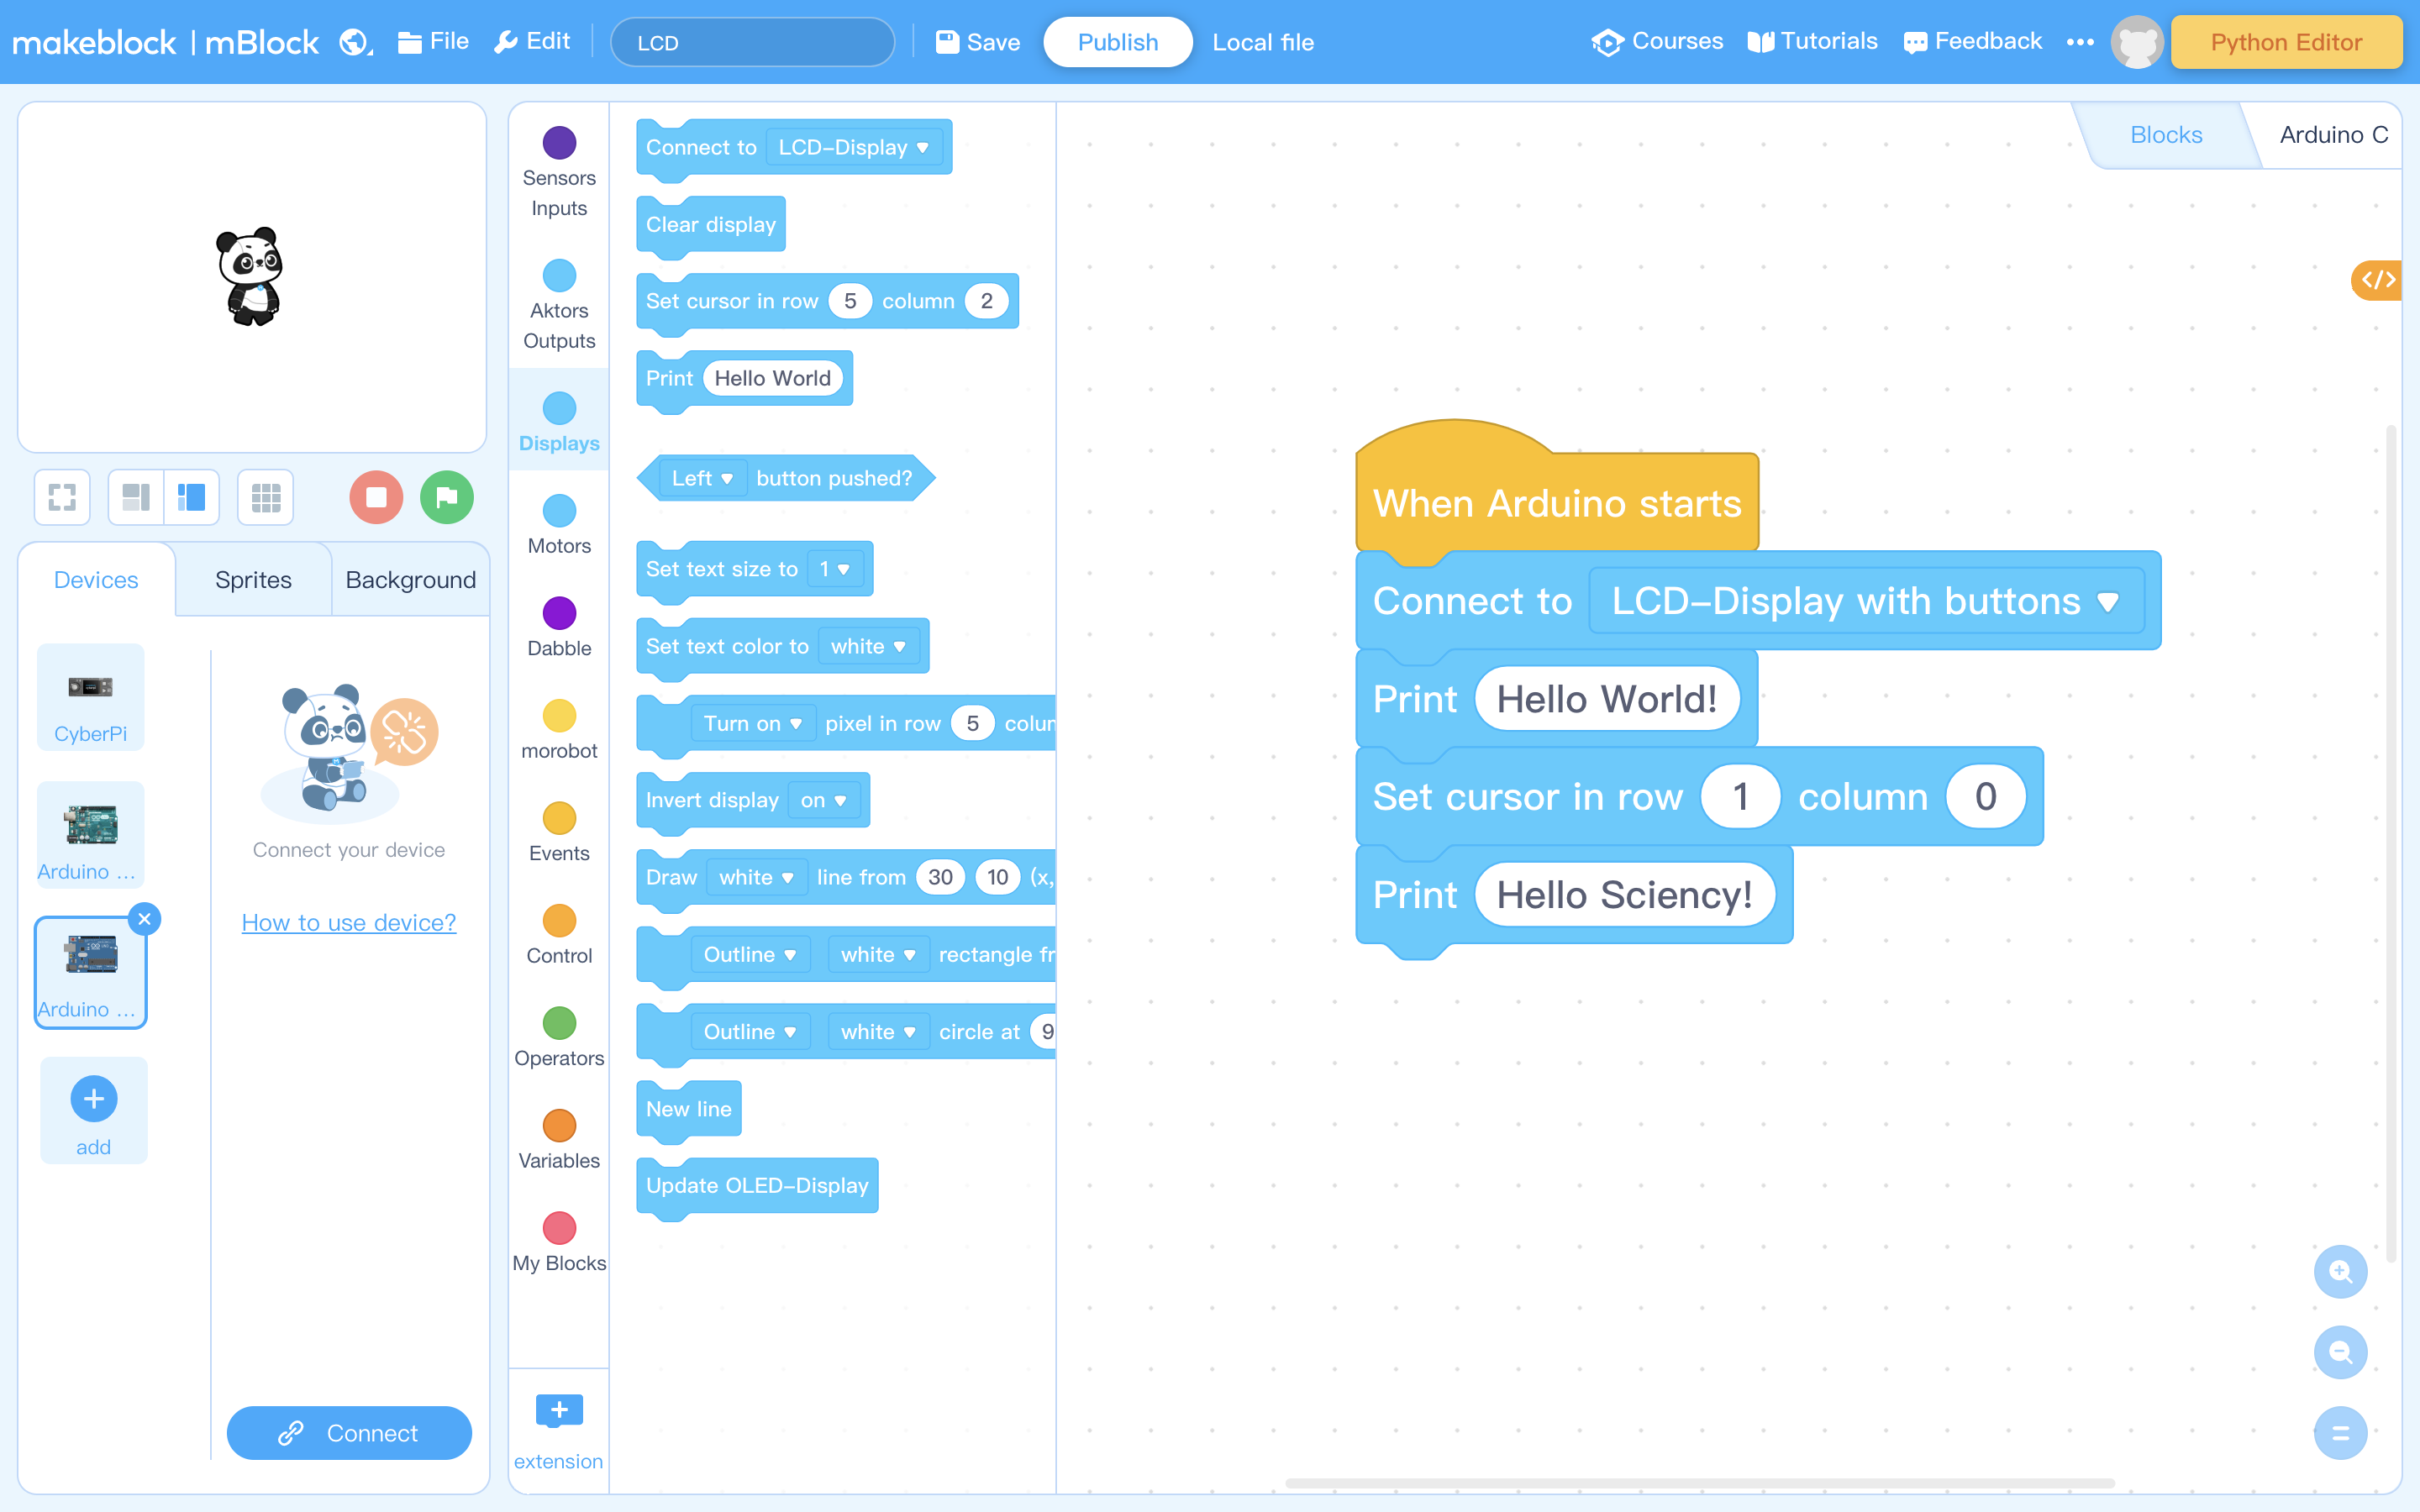 makeblock | mBlock
File
Edit
LCD
Save
Publish
Local file
Courses
Tutorials
Feedback
Python Editor
Devices
Sprites
Background
CyberPi
Arduino ...
Arduino ...
add
Connect your device
How to use device?
Connect
Sensors
Inputs
Aktors
Outputs
Displays
Motors
Dabble
morobot
Events
Control
Operators
Variables
My Blocks
extension
Connect to LCD-Display
Clear display
Set cursor in row 5 column 2
Print Hello World
Left button pushed?
Set text size to 1
Set text color to white
Turn on pixel in row 5 colum
Invert display on
Draw white line from 30 10 (x,
Outline white rectangle fr
Outline white circle at 9
New line
Update OLED-Display
Blocks
Arduino C
</>
When Arduino starts
Connect to LCD-Display with buttons
Print Hello World!
Set cursor in row 1 column 0
Print Hello Sciency!